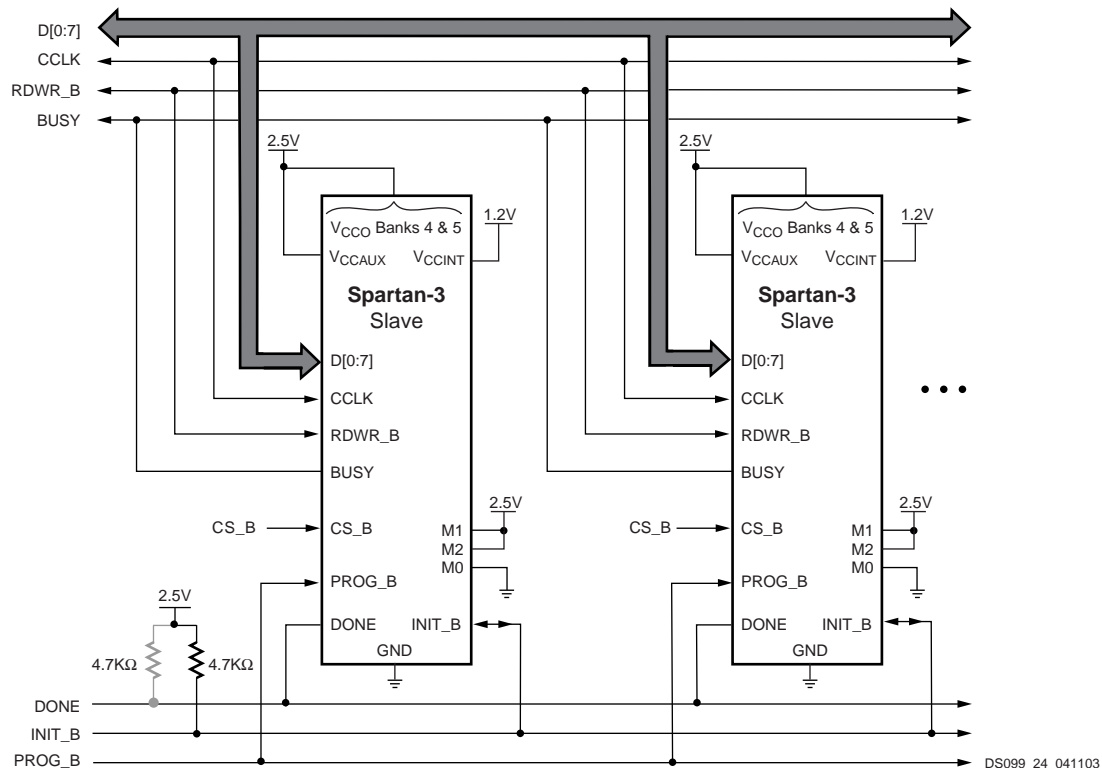 D[0:7]
CCLK
RDWR_B
BUSY
2.5V
2.5V
VCCO Banks 4 & 5
1.2V
VCCAUX
VCCINT
Spartan-3
Slave
D[0:7]
CCLK
RDWR_B
BUSY
2.5V
CS_B
CS_B
M1
M2
M0
PROG_B
DONE
INIT_B
GND
VCCO Banks 4 & 5
1.2V
VCCAUX
VCCINT
Spartan-3
Slave
D[0:7]
CCLK
RDWR_B
BUSY
2.5V
CS_B
CS_B
M1
M2
M0
PROG_B
DONE
INIT_B
GND
2.5V
4.7KΩ
4.7KΩ
DONE
INIT_B
PROG_B
DS099_24_041103